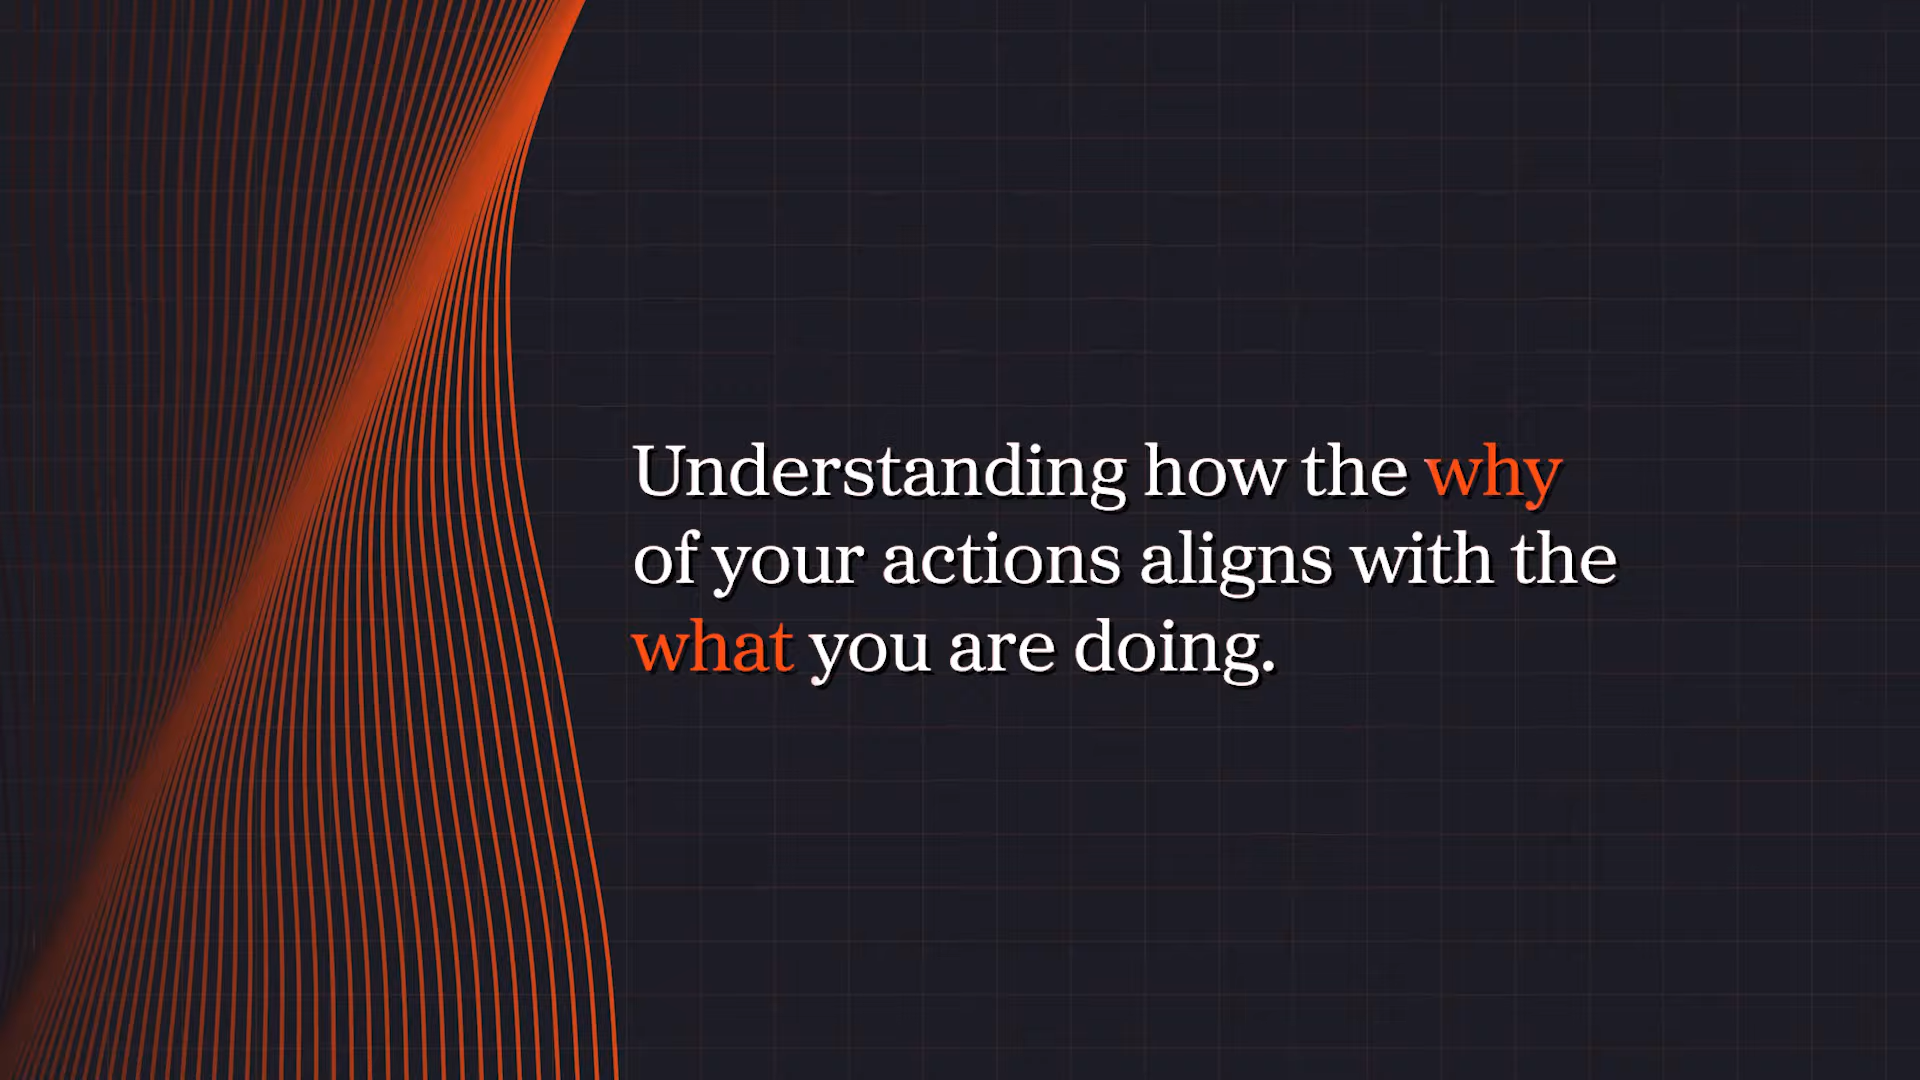 Understanding how the why
of your actions aligns with the
what you are doing.